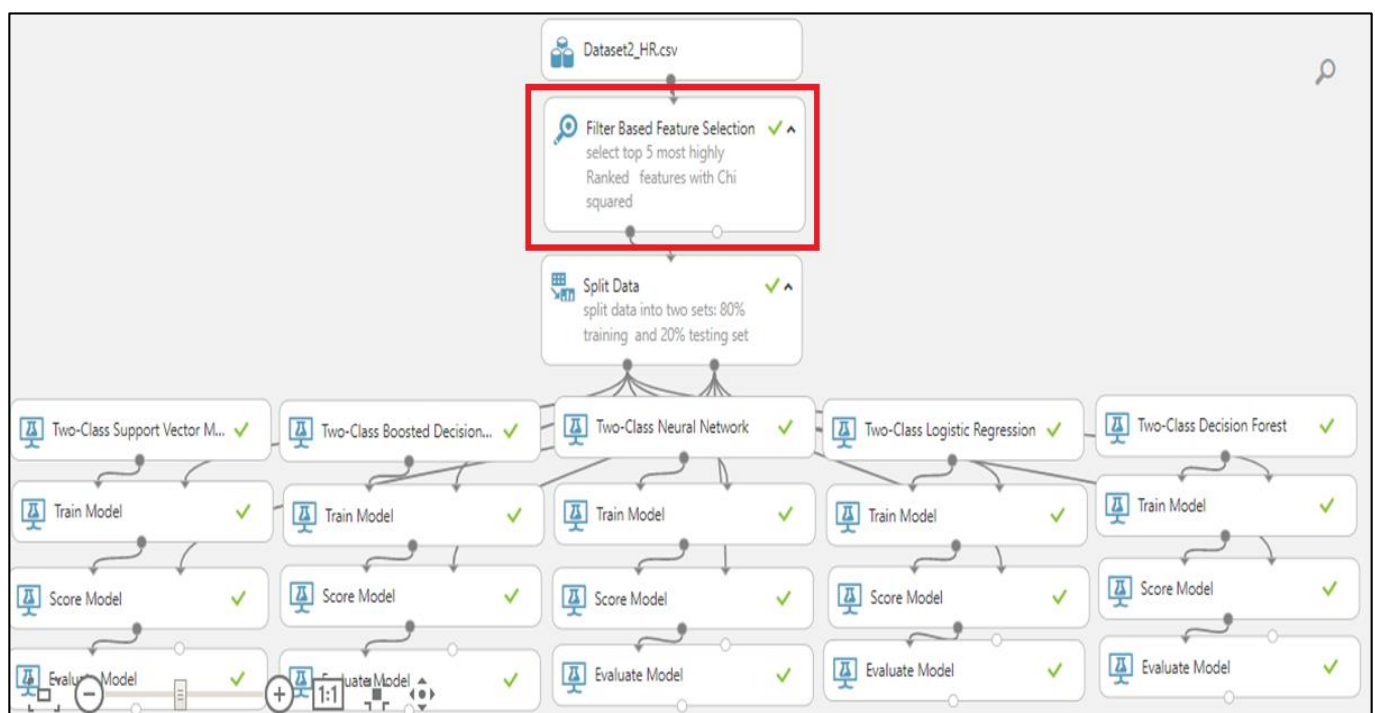 Dataset2_HR.csv
Filter Based Feature Selection
select top 5 most highly
Ranked features with Chi
squared
Split Data
split data into two sets: 80%
training and 20% testing set
Two-Class Support Vector M...
Two-Class Boosted Decision...
Two-Class Neural Network
Two-Class Logistic Regression
Two-Class Decision Forest
Train Model
Train Model
Train Model
Train Model
Train Model
Score Model
Score Model
Score Model
Score Model
Score Model
Evaluate Model
Evaluate Model
Evaluate Model
Evaluate Model
Evaluate Model
1:1